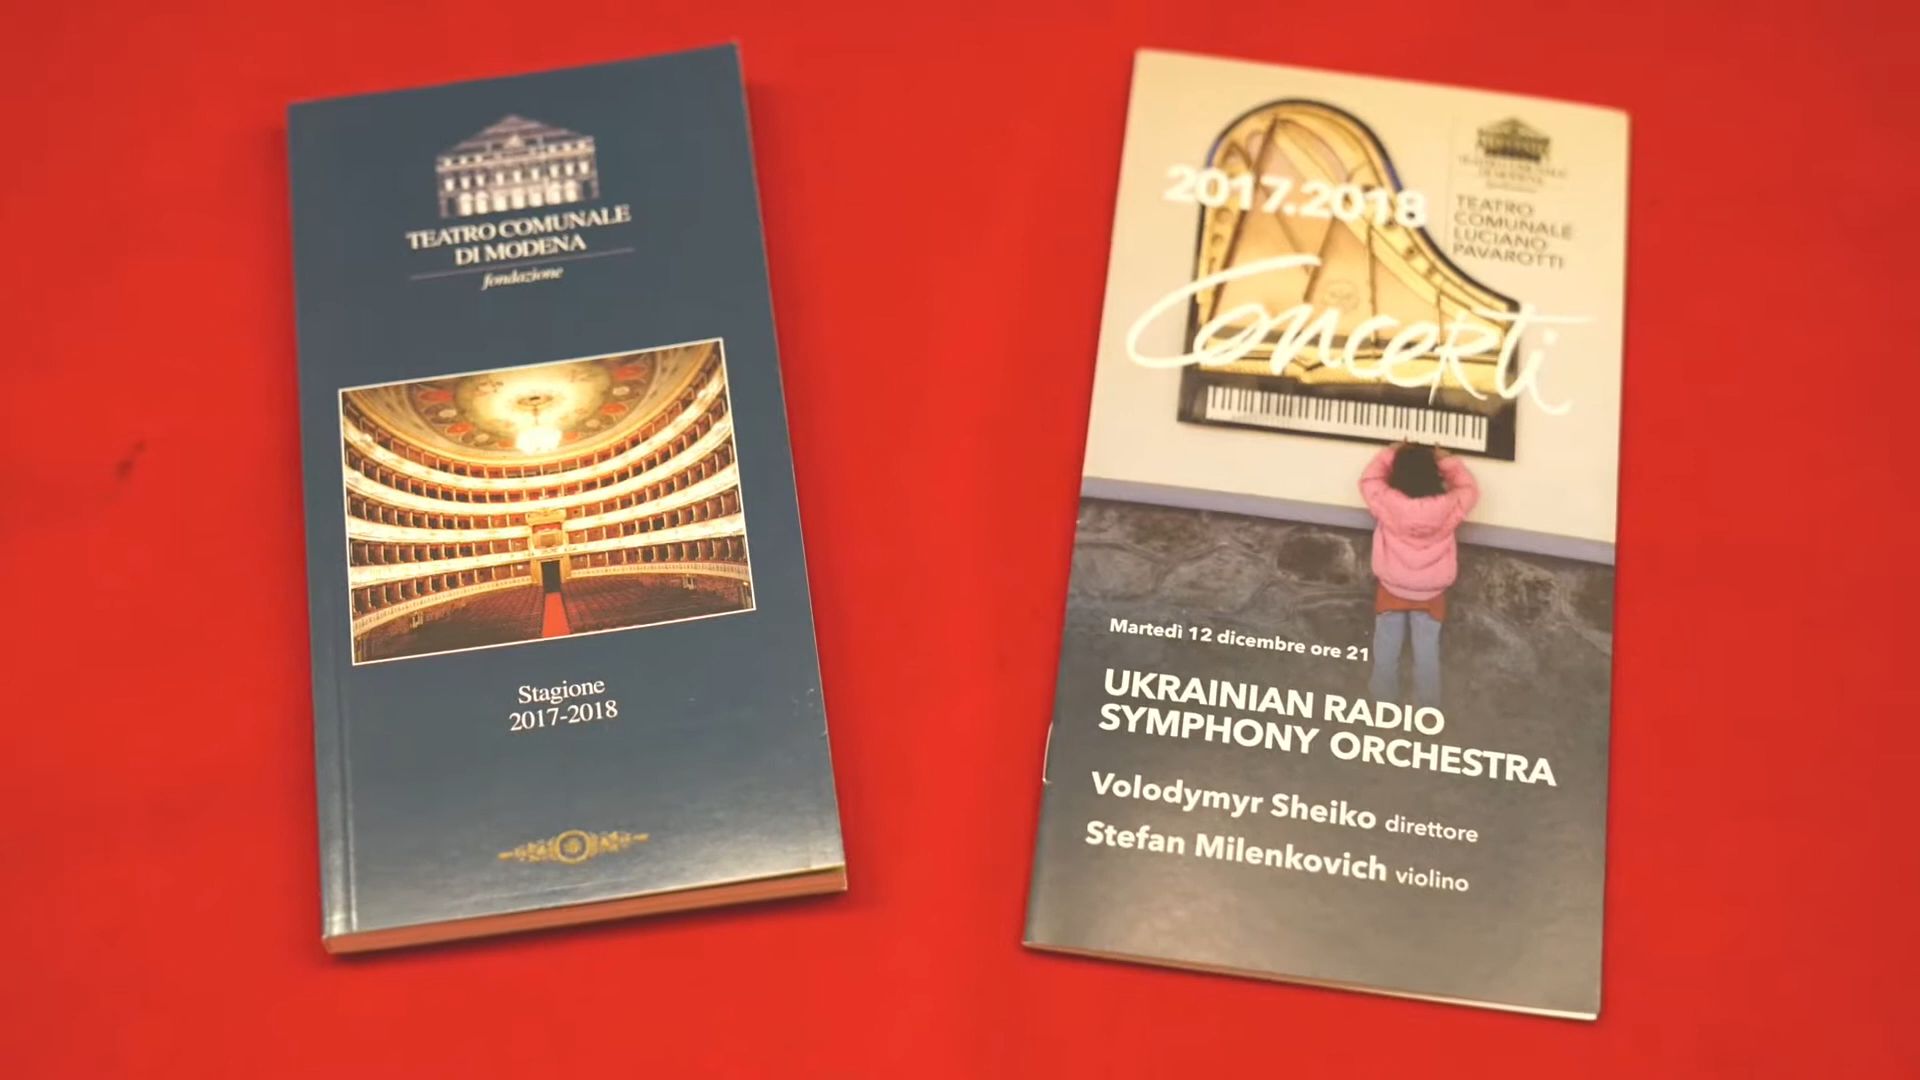 TEATRO COMUNALE
DI MODENA
fondazione
Stagione
2017-2018
2017.2018
TEATRO
COMUNALE
LUCIANO
PAVAROTTI
Concerti
Martedì 12 dicembre ore 21
UKRAINIAN RADIO
SYMPHONY ORCHESTRA
Volodymyr Sheiko direttore
Stefan Milenkovich violino